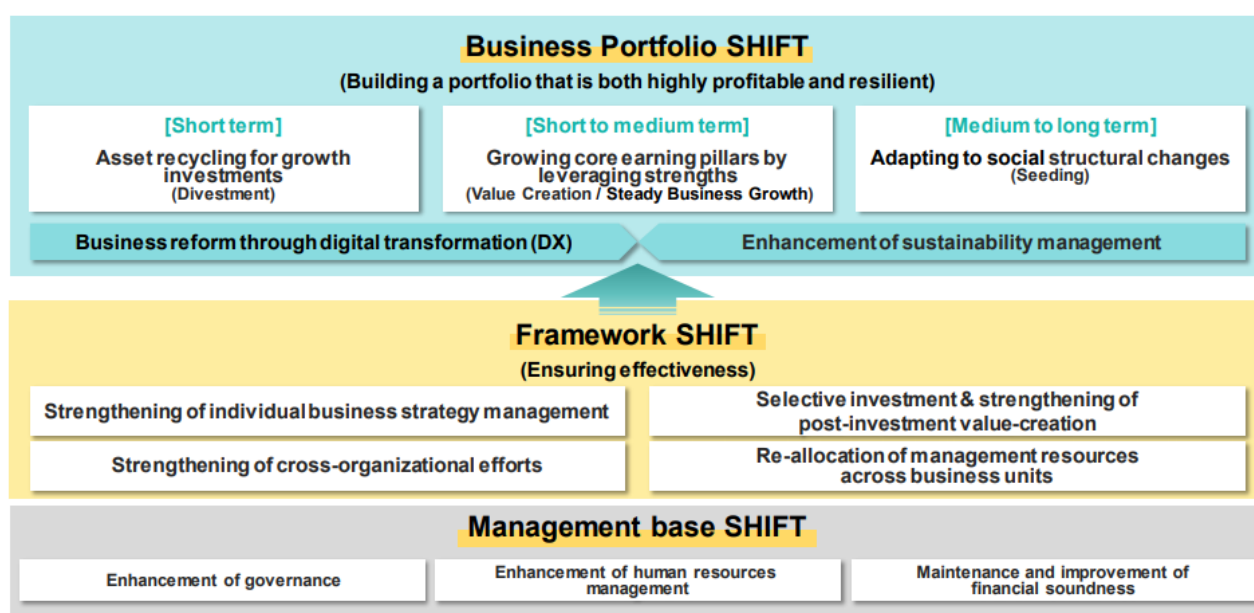 Business Portfolio SHIFT
(Building a portfolio that is both highly profitable and resilient)
[Short term]
Asset recycling for growth
investments
(Divestment)
[Short to medium term]
Growing core earning pillars by
leveraging strengths
(Value Creation / Steady Business Growth)
[Medium to long term]
Adapting to social structural changes
(Seeding)
Business reform through digital transformation (DX)
Enhancement of sustainability management
Framework SHIFT
(Ensuring effectiveness)
Strengthening of individual business strategy management
Selective investment & strengthening of
post-investment value-creation
Strengthening of cross-organizational efforts
Re-allocation of management resources
across business units
Management base SHIFT
Enhancement of governance
Enhancement of human resources
management
Maintenance and improvement of
financial soundness